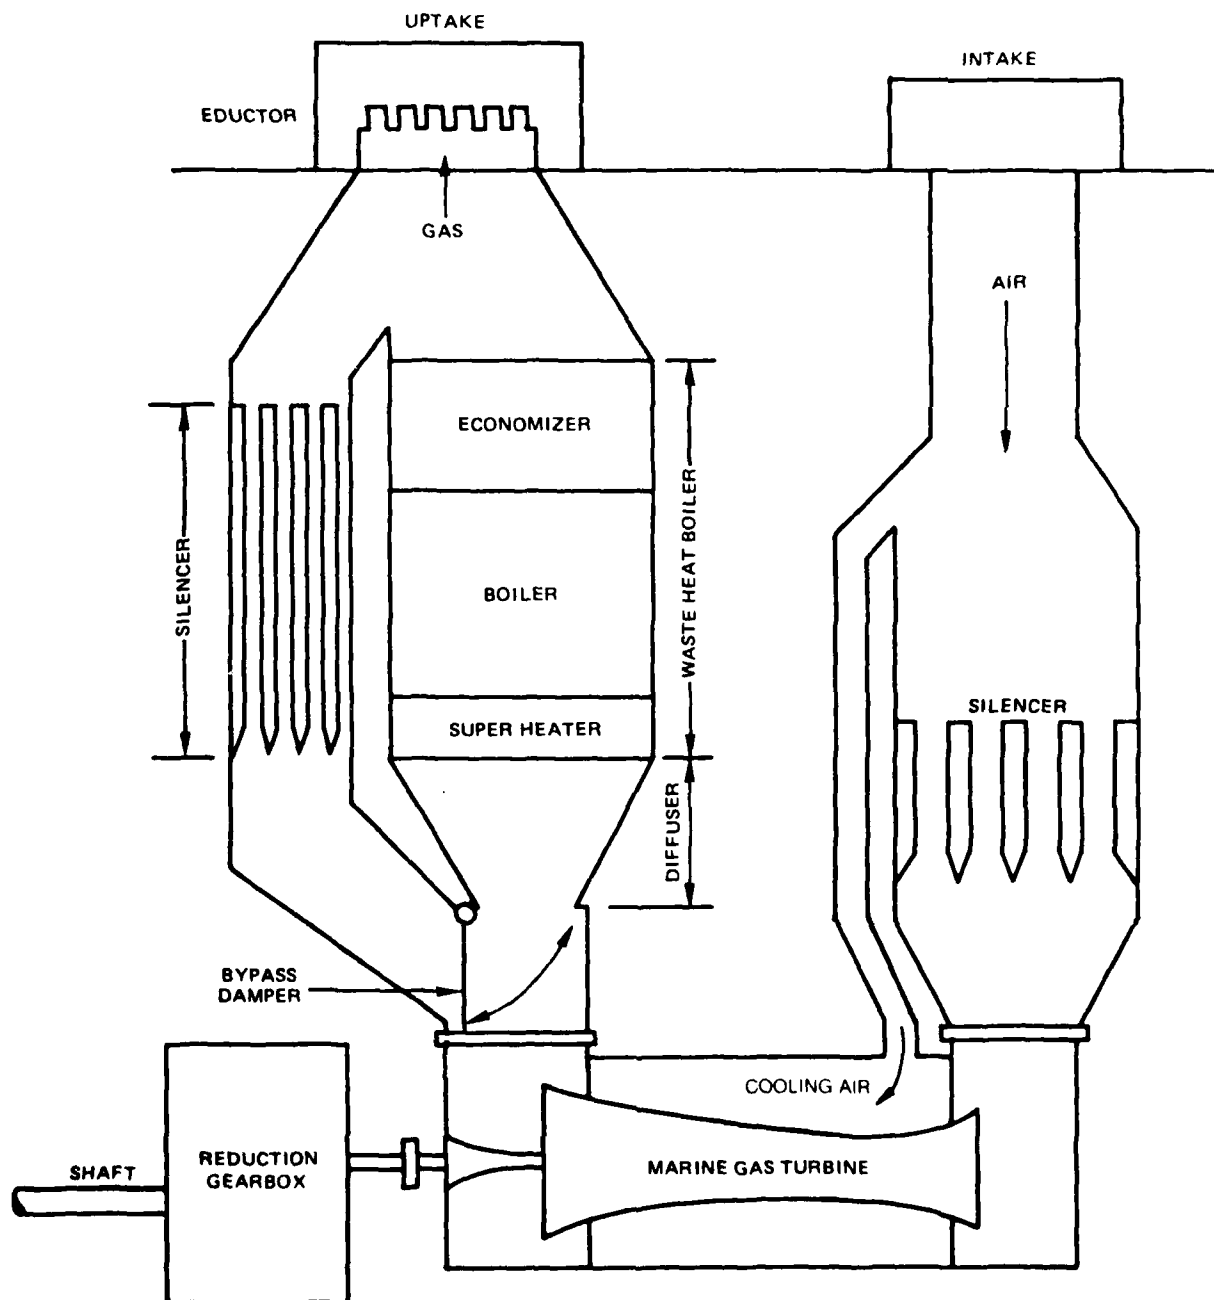 UPTAKE
INTAKE
EDUCTOR
GAS
AIR
ECONOMIZER
SILENCER
BOILER
WASTE HEAT BOILER
SILENCER
SUPER HEATER
DIFFUSER
BYPASS
DAMPER
COOLING AIR
SHAFT
REDUCTION
GEARBOX
MARINE GAS TURBINE